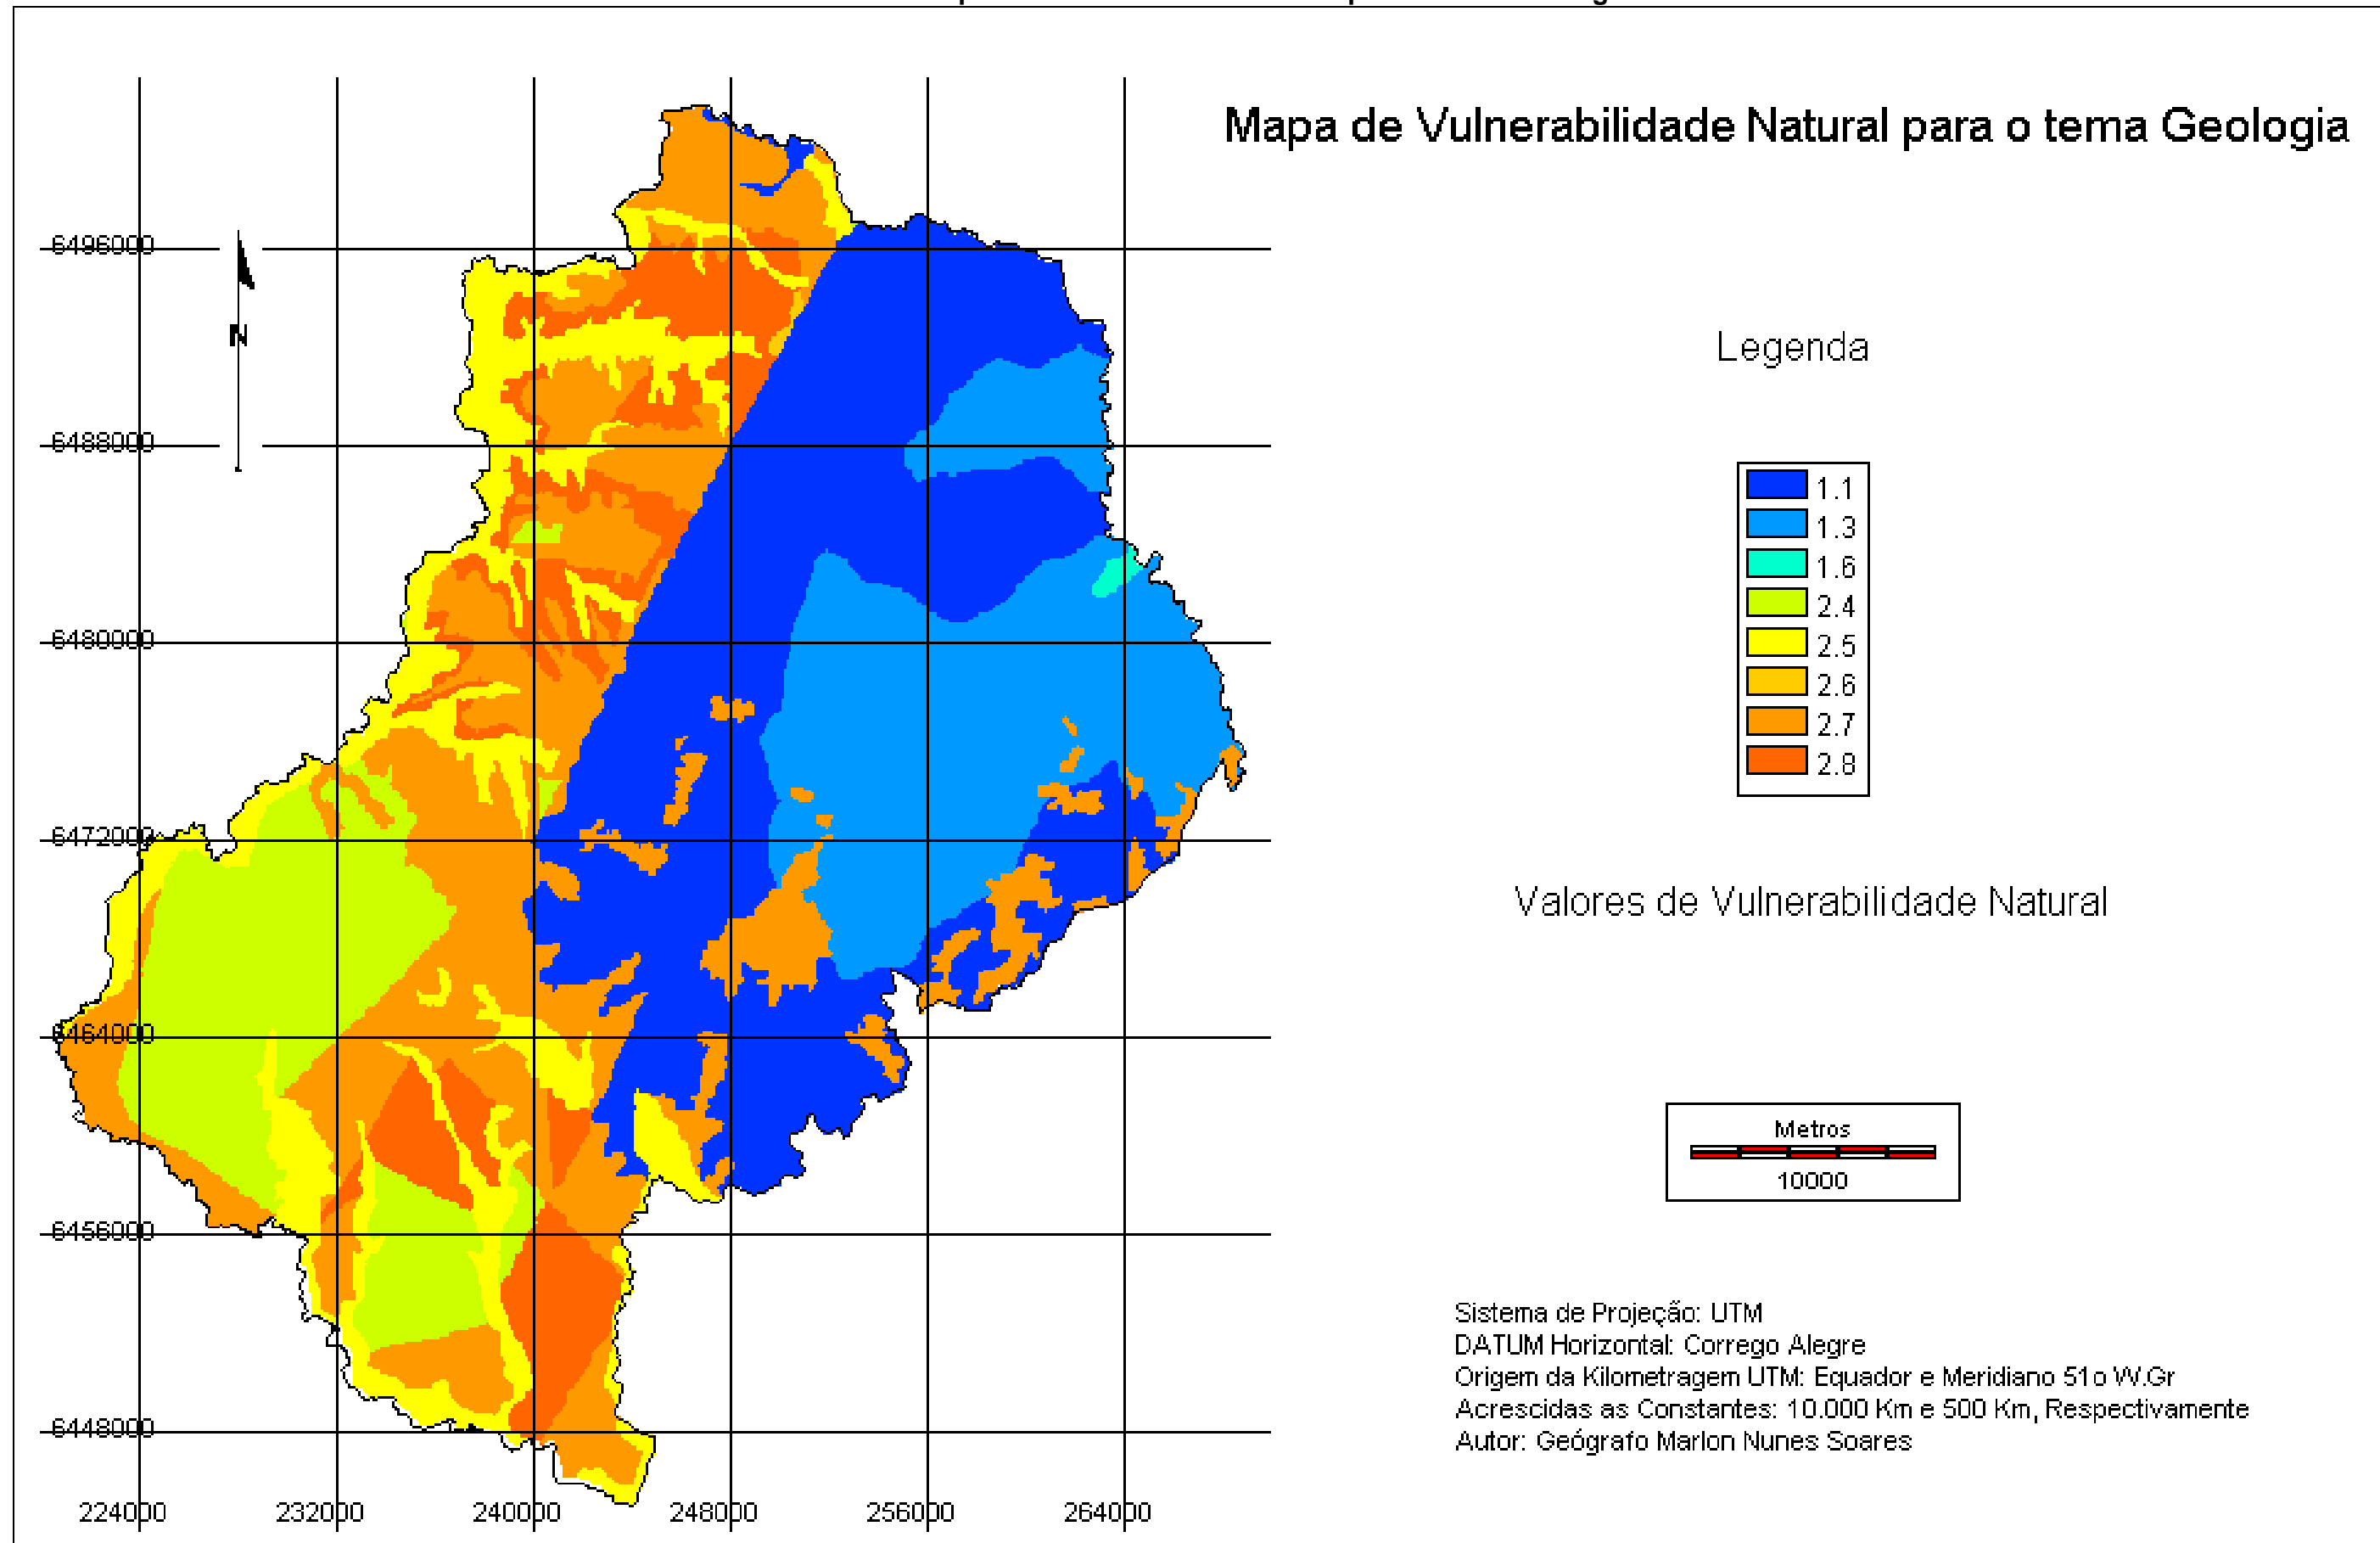 Mapa de Vulnerabilidade Natural para o tema Geologia
6496000
N
Legenda
6488000
1.1
1.3
1.6
2.4
2.5
2.6
2.7
2.8
6480000
6472000
Valores de Vulnerabilidade Natural
6464000
Metros
10000
6456000
Sistema de Projeção: UTM
DATUM Horizontal: Corrego Alegre
Origem da Kilometragem UTM: Equador e Meridiano 51o W.Gr
Acrescidas as Constantes: 10.000 Km e 500 Km, Respectivamente
Autor: Geógrafo Marlon Nunes Soares
6448000
224000 232000 240000 248000 256000 264000